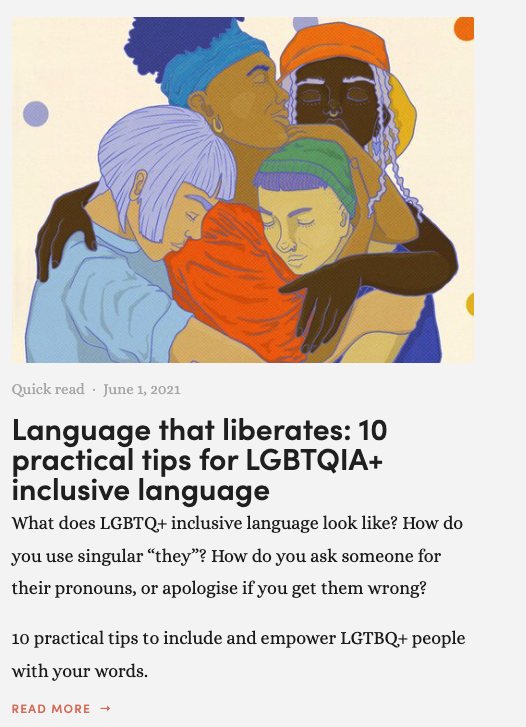 Quick read · June 1, 2021
Language that liberates: 10
practical tips for LGBTQIA+
inclusive language
What does LGBTQ+ inclusive language look like? How do
you use singular “they”? How do you ask someone for
their pronouns, or apologise if you get them wrong?
10 practical tips to include and empower LGTBQ+ people
with your words.
READ MORE →